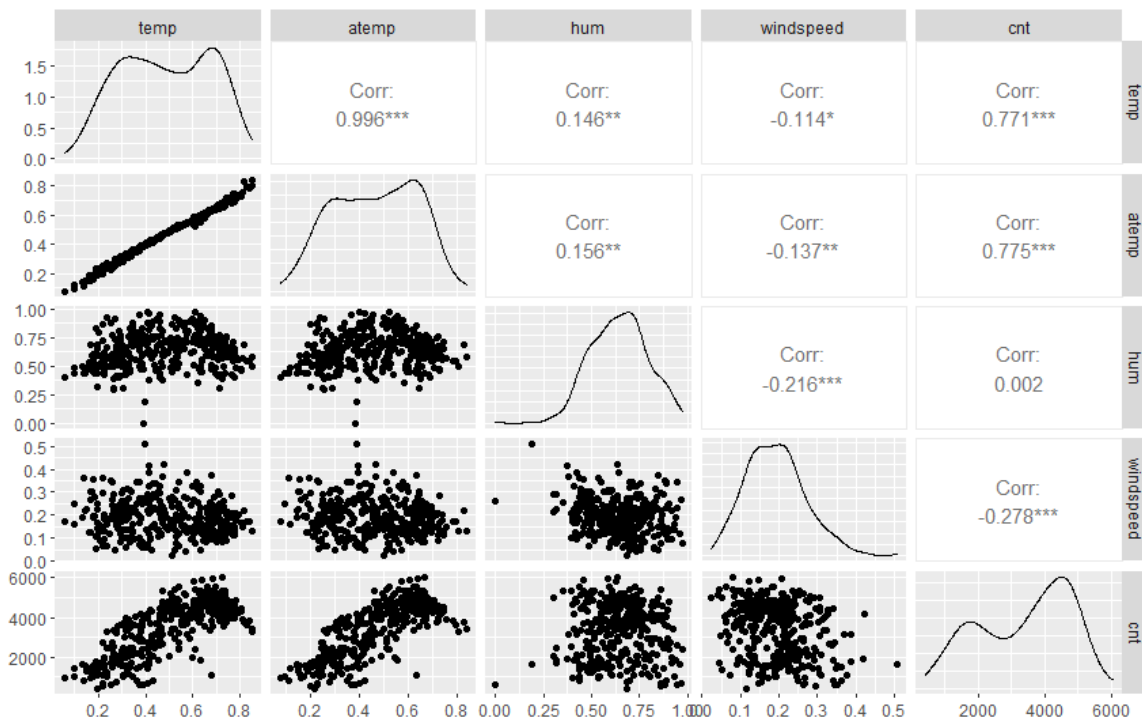 temp atemp hum windspeed cnt
1.5
1.0
0.5
0.0
Corr:
0.996***
Corr:
0.146**
Corr:
-0.114*
Corr:
0.771***
temp
0.8
0.6
0.4
0.2
Corr:
0.156**
Corr:
-0.137**
Corr:
0.775***
atemp
1.00
0.75
0.50
0.25
0.00
Corr:
-0.216***
Corr:
0.002
hum
0.5
0.4
0.3
0.2
0.1
0.0
Corr:
-0.278***
windspeed
6000
4000
2000
cnt
0.2 0.4 0.6 0.8 0.2 0.4 0.6 0.8 0.00 0.25 0.50 0.75 1.00 0.0 0.1 0.2 0.3 0.4 0.5 2000 4000 6000